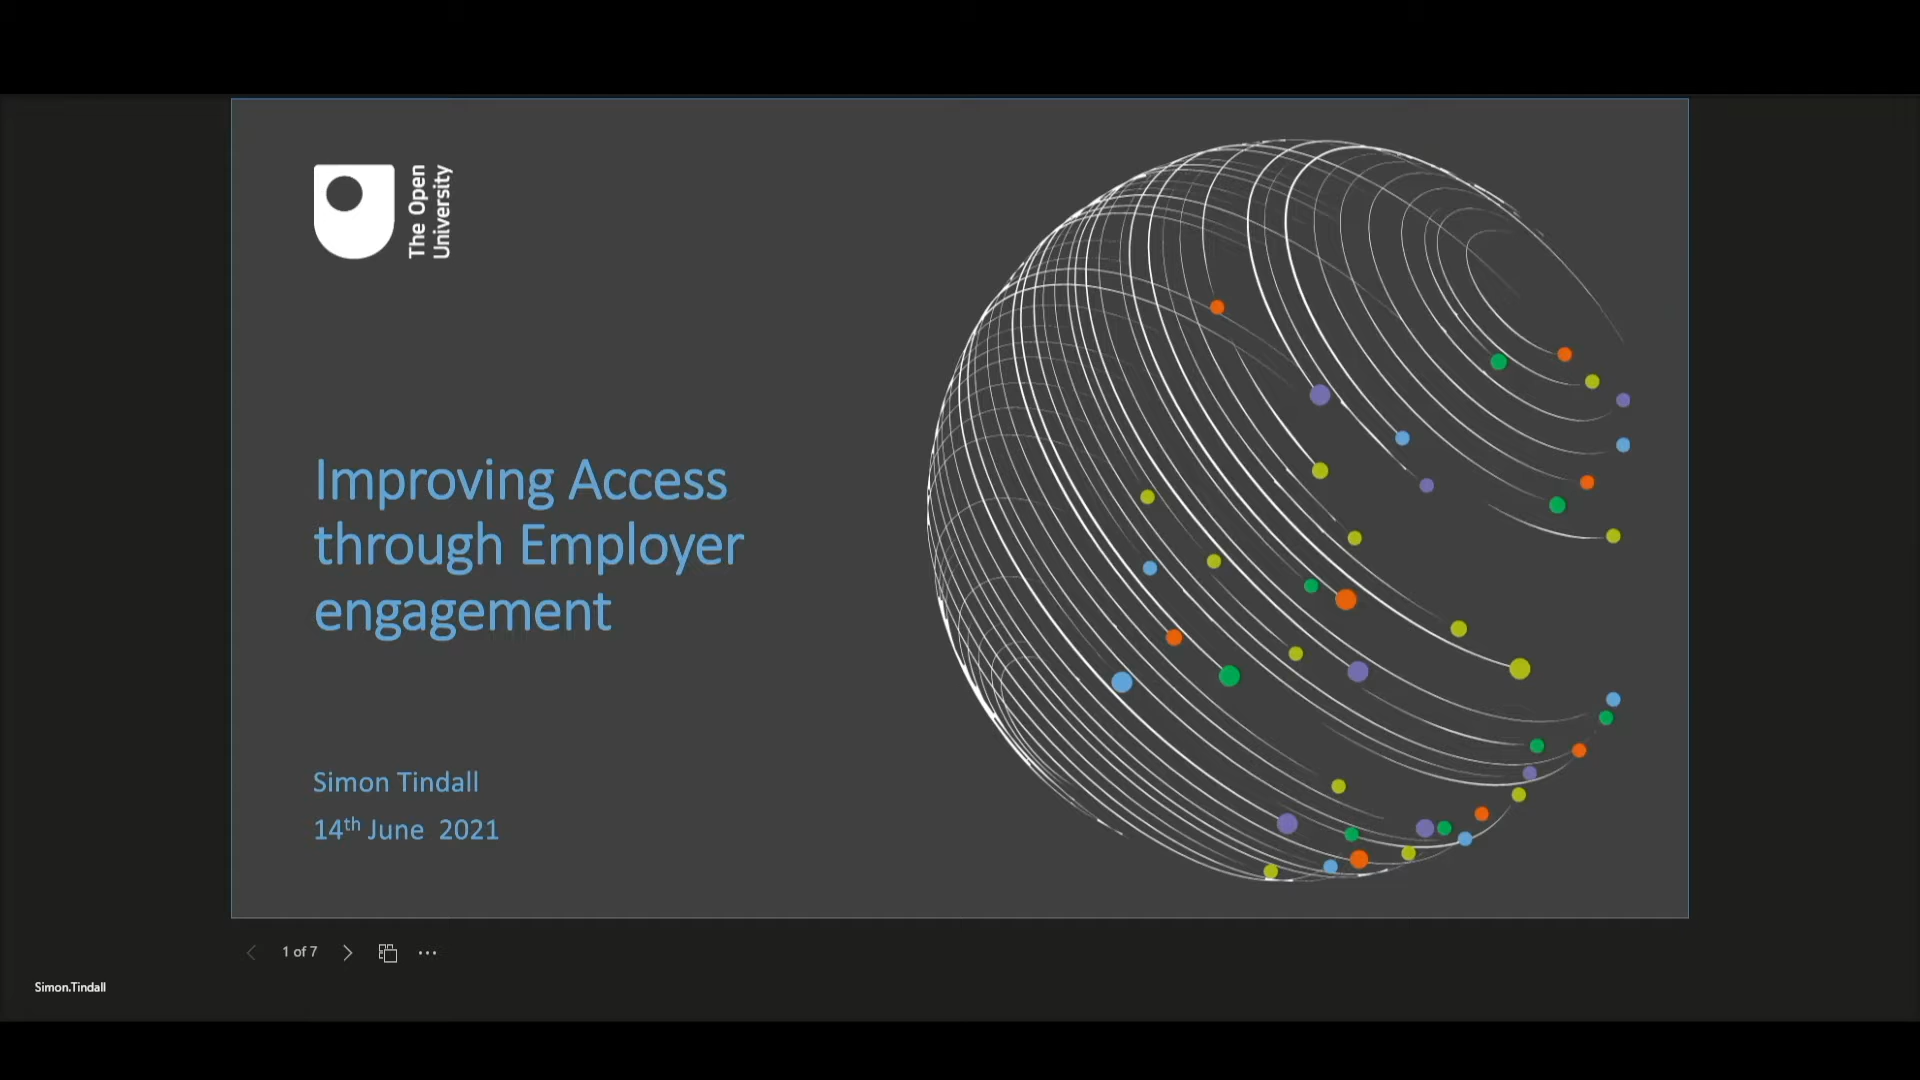 The Open
University
Improving Access
through Employer
engagement
Simon Tindall
14th June 2021
1 of 7
Simon.Tindall